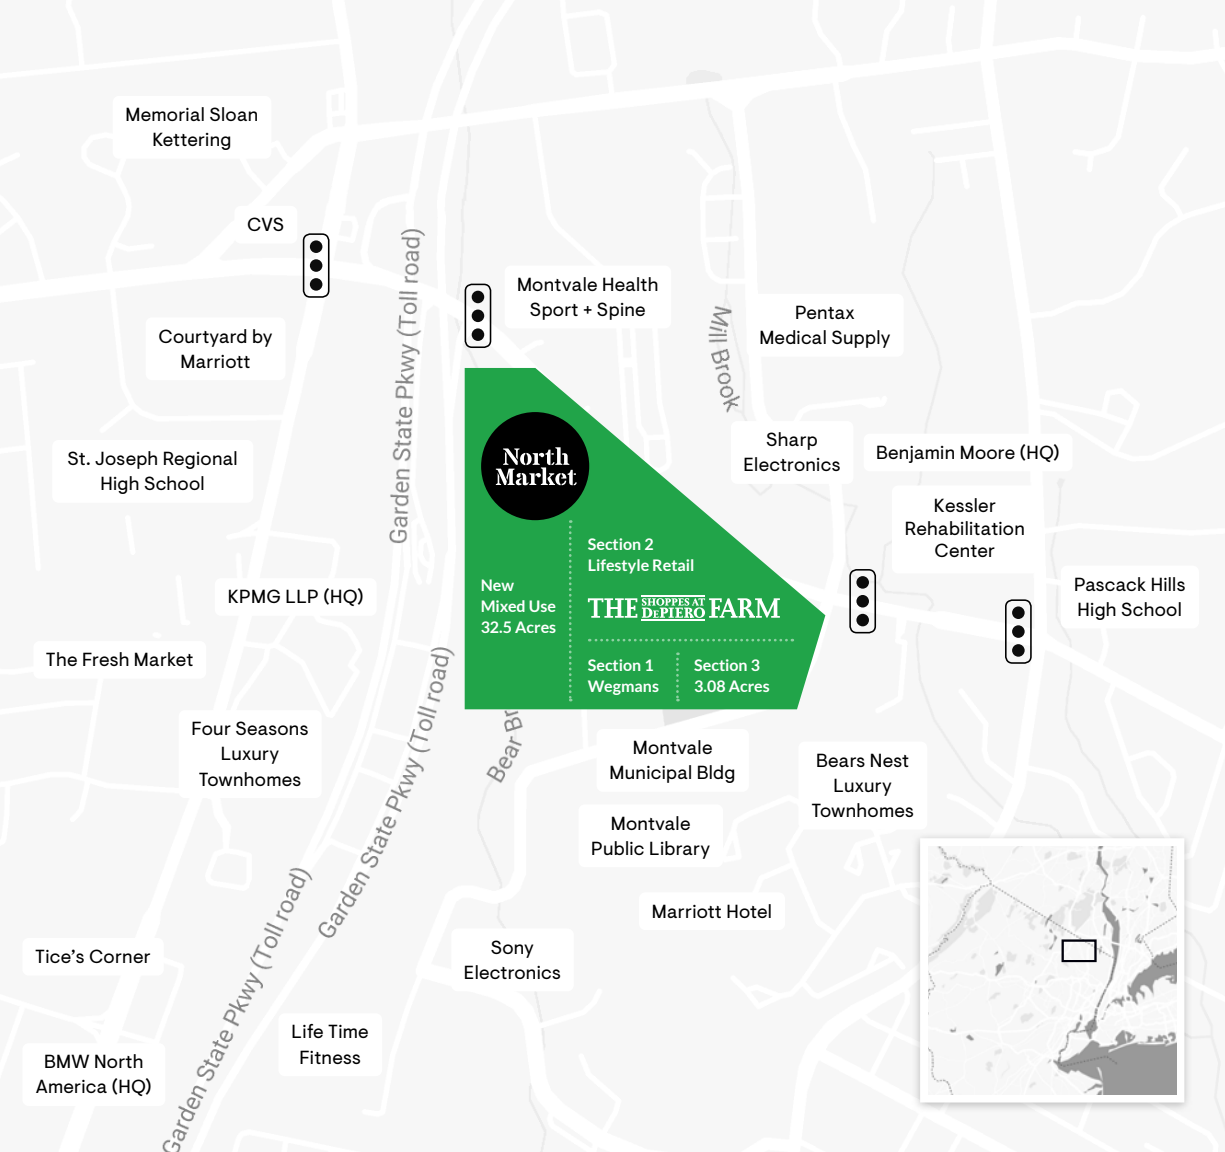 Memorial Sloan
Kettering
CVS
Garden State Pkwy (Toll road)
Montvale Health
Sport + Spine
Mill Brook
Pentax
Medical Supply
Courtyard by
Marriott
St. Joseph Regional
High School
North
Market
Sharp
Electronics
Benjamin Moore (HQ)
Kessler
Rehabilitation
Center
Section 2
Lifestyle Retail
New
Mixed Use
32.5 Acres
THE SHOPPES AT DEPIERO FARM
Section 1
Wegmans
Section 3
3.08 Acres
Pascack Hills
High School
KPMG LLP (HQ)
The Fresh Market
Garden State Pkwy (Toll road)
Four Seasons
Luxury
Townhomes
Bear Br
Montvale
Municipal Bldg
Bears Nest
Luxury
Townhomes
Montvale
Public Library
Marriott Hotel
Garden State Pkwy (Toll road)
Tice's Corner
Sony
Electronics
Life Time
Fitness
BMW North
America (HQ)